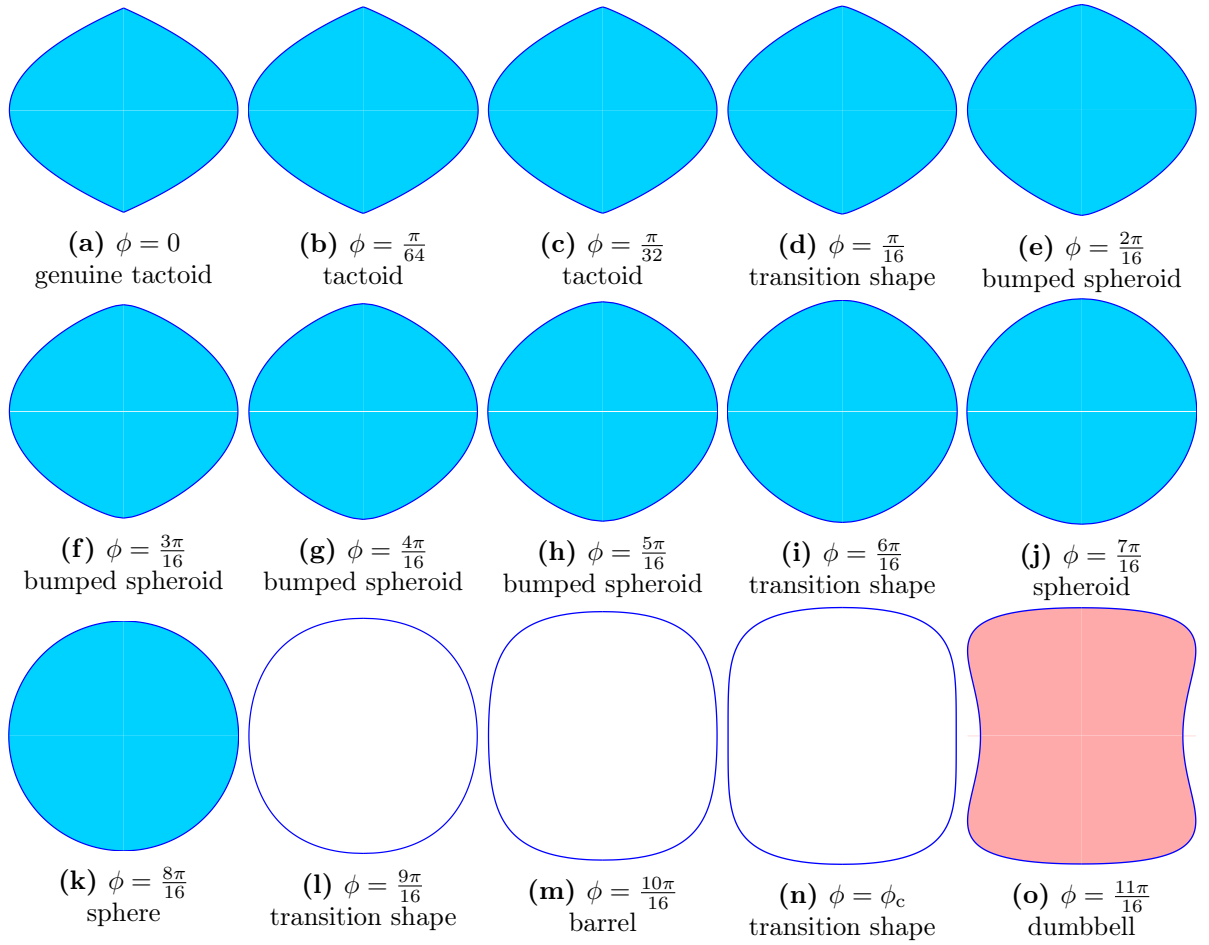 (a) ϕ = 0
genuine tactoid
(b) ϕ = π/64
tactoid
(c) ϕ = π/32
tactoid
(d) ϕ = π/16
transition shape
(e) ϕ = 2π/16
bumped spheroid
(f) ϕ = 3π/16
bumped spheroid
(g) ϕ = 4π/16
bumped spheroid
(h) ϕ = 5π/16
bumped spheroid
(i) ϕ = 6π/16
transition shape
(j) ϕ = 7π/16
spheroid
(k) ϕ = 8π/16
sphere
(l) ϕ = 9π/16
transition shape
(m) ϕ = 10π/16
barrel
(n) ϕ = ϕc
transition shape
(o) ϕ = 11π/16
dumbbell